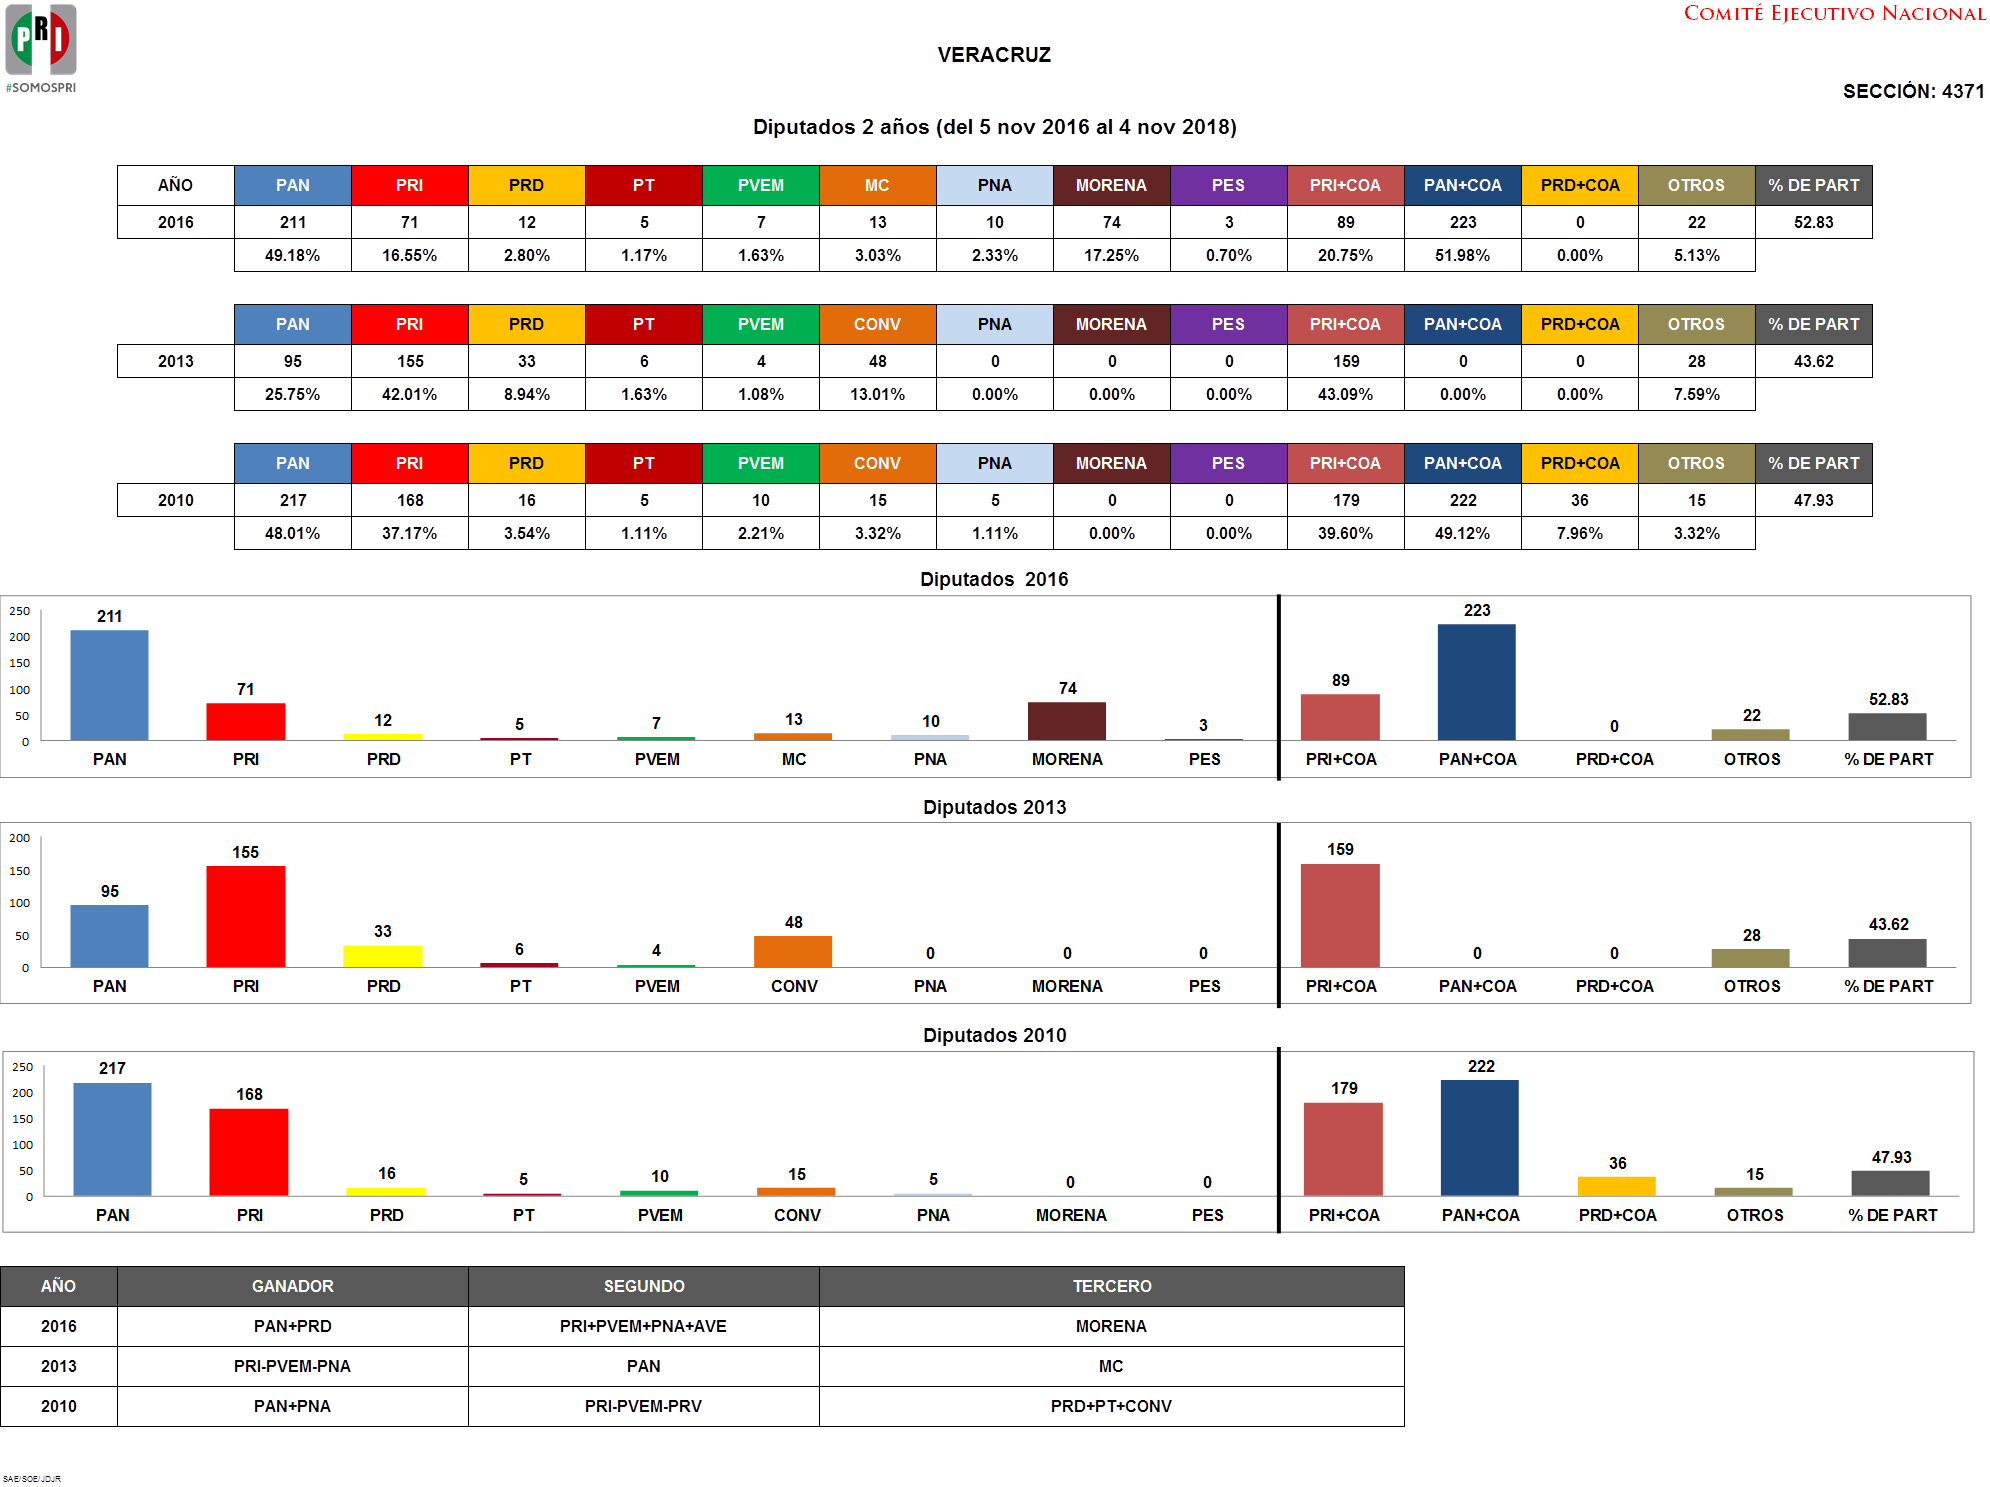 COMITÉ EJECUTIVO NACIONAL
PRI
#SOMOSPRI
VERACRUZ
SECCIÓN: 4371
Diputados 2 años (del 5 nov 2016 al 4 nov 2018)
AÑO PAN PRI PRD PT PVEM MC PNA MORENA PES PRI+COA PAN+COA PRD+COA OTROS % DE PART
2016 211 71 12 5 7 13 10 74 3 89 223 0 22 52.83
49.18% 16.55% 2.80% 1.17% 1.63% 3.03% 2.33% 17.25% 0.70% 20.75% 51.98% 0.00% 5.13%
PAN PRI PRD PT PVEM CONV PNA MORENA PES PRI+COA PAN+COA PRD+COA OTROS % DE PART
2013 95 155 33 6 4 48 0 0 0 159 0 0 28 43.62
25.75% 42.01% 8.94% 1.63% 1.08% 13.01% 0.00% 0.00% 0.00% 43.09% 0.00% 0.00% 7.59%
PAN PRI PRD PT PVEM CONV PNA MORENA PES PRI+COA PAN+COA PRD+COA OTROS % DE PART
2010 217 168 16 5 10 15 5 0 0 179 222 36 15 47.93
48.01% 37.17% 3.54% 1.11% 2.21% 3.32% 1.11% 0.00% 0.00% 39.60% 49.12% 7.96% 3.32%
Diputados 2016
250
200
150
100
50
0
211 71 12 5 7 13 10 74 3 89 223 0 22 52.83
PAN PRI PRD PT PVEM MC PNA MORENA PES PRI+COA PAN+COA PRD+COA OTROS % DE PART
Diputados 2013
200
150
100
50
0
95 155 33 6 4 48 0 0 0 159 0 0 28 43.62
PAN PRI PRD PT PVEM CONV PNA MORENA PES PRI+COA PAN+COA PRD+COA OTROS % DE PART
Diputados 2010
250
200
150
100
50
0
217 168 16 5 10 15 5 0 0 179 222 36 15 47.93
PAN PRI PRD PT PVEM CONV PNA MORENA PES PRI+COA PAN+COA PRD+COA OTROS % DE PART
AÑO GANADOR SEGUNDO TERCERO
2016 PAN+PRD PRI+PVEM+PNA+AVE MORENA
2013 PRI-PVEM-PNA PAN MC
2010 PAN+PNA PRI-PVEM-PRV PRD+PT+CONV
SAE/SOE/JDJR